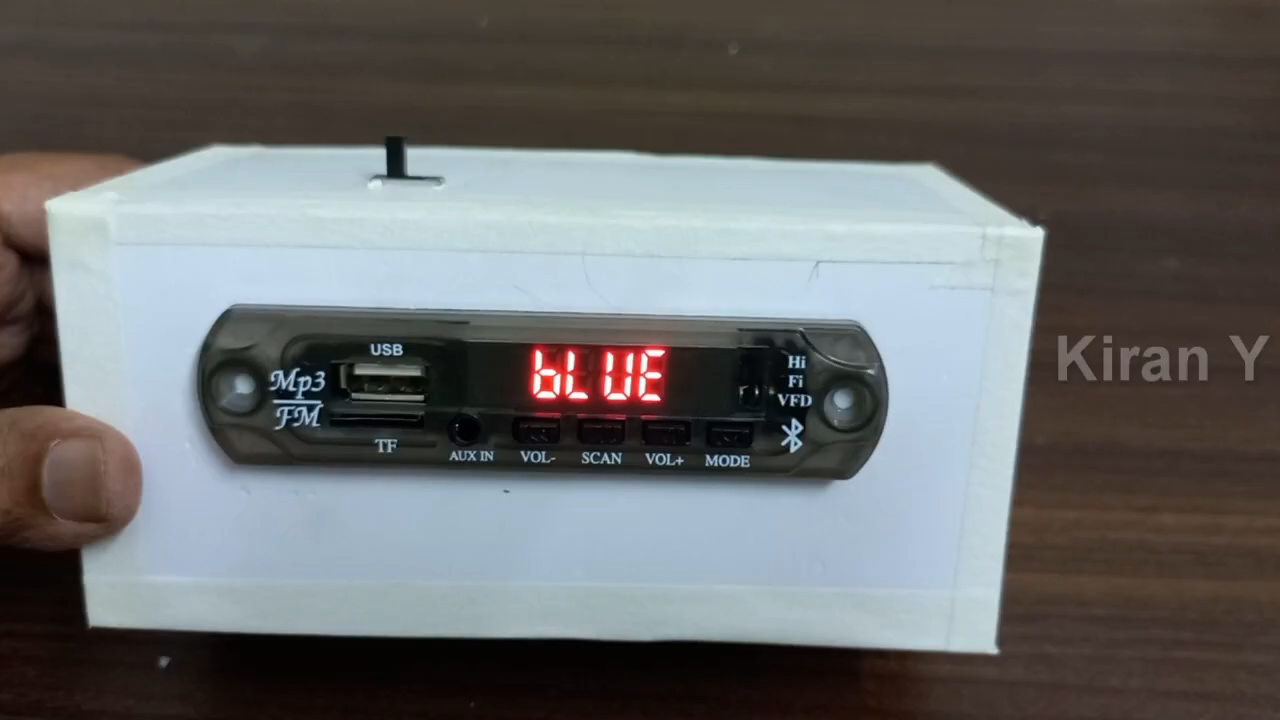 USB
Mp3
FM
TF
AUX IN
bLUE
VOL-
SCAN
VOL+
MODE
Hi
Fi
VFD
Kiran Y